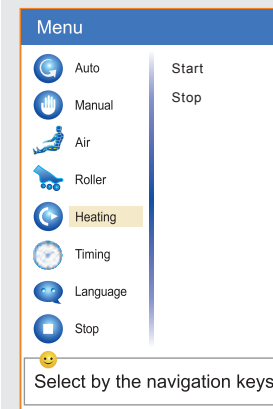 Menu
Auto
Start
Manual
Stop
Air
Roller
Heating
Timing
Language
Stop
Select by the navigation keys